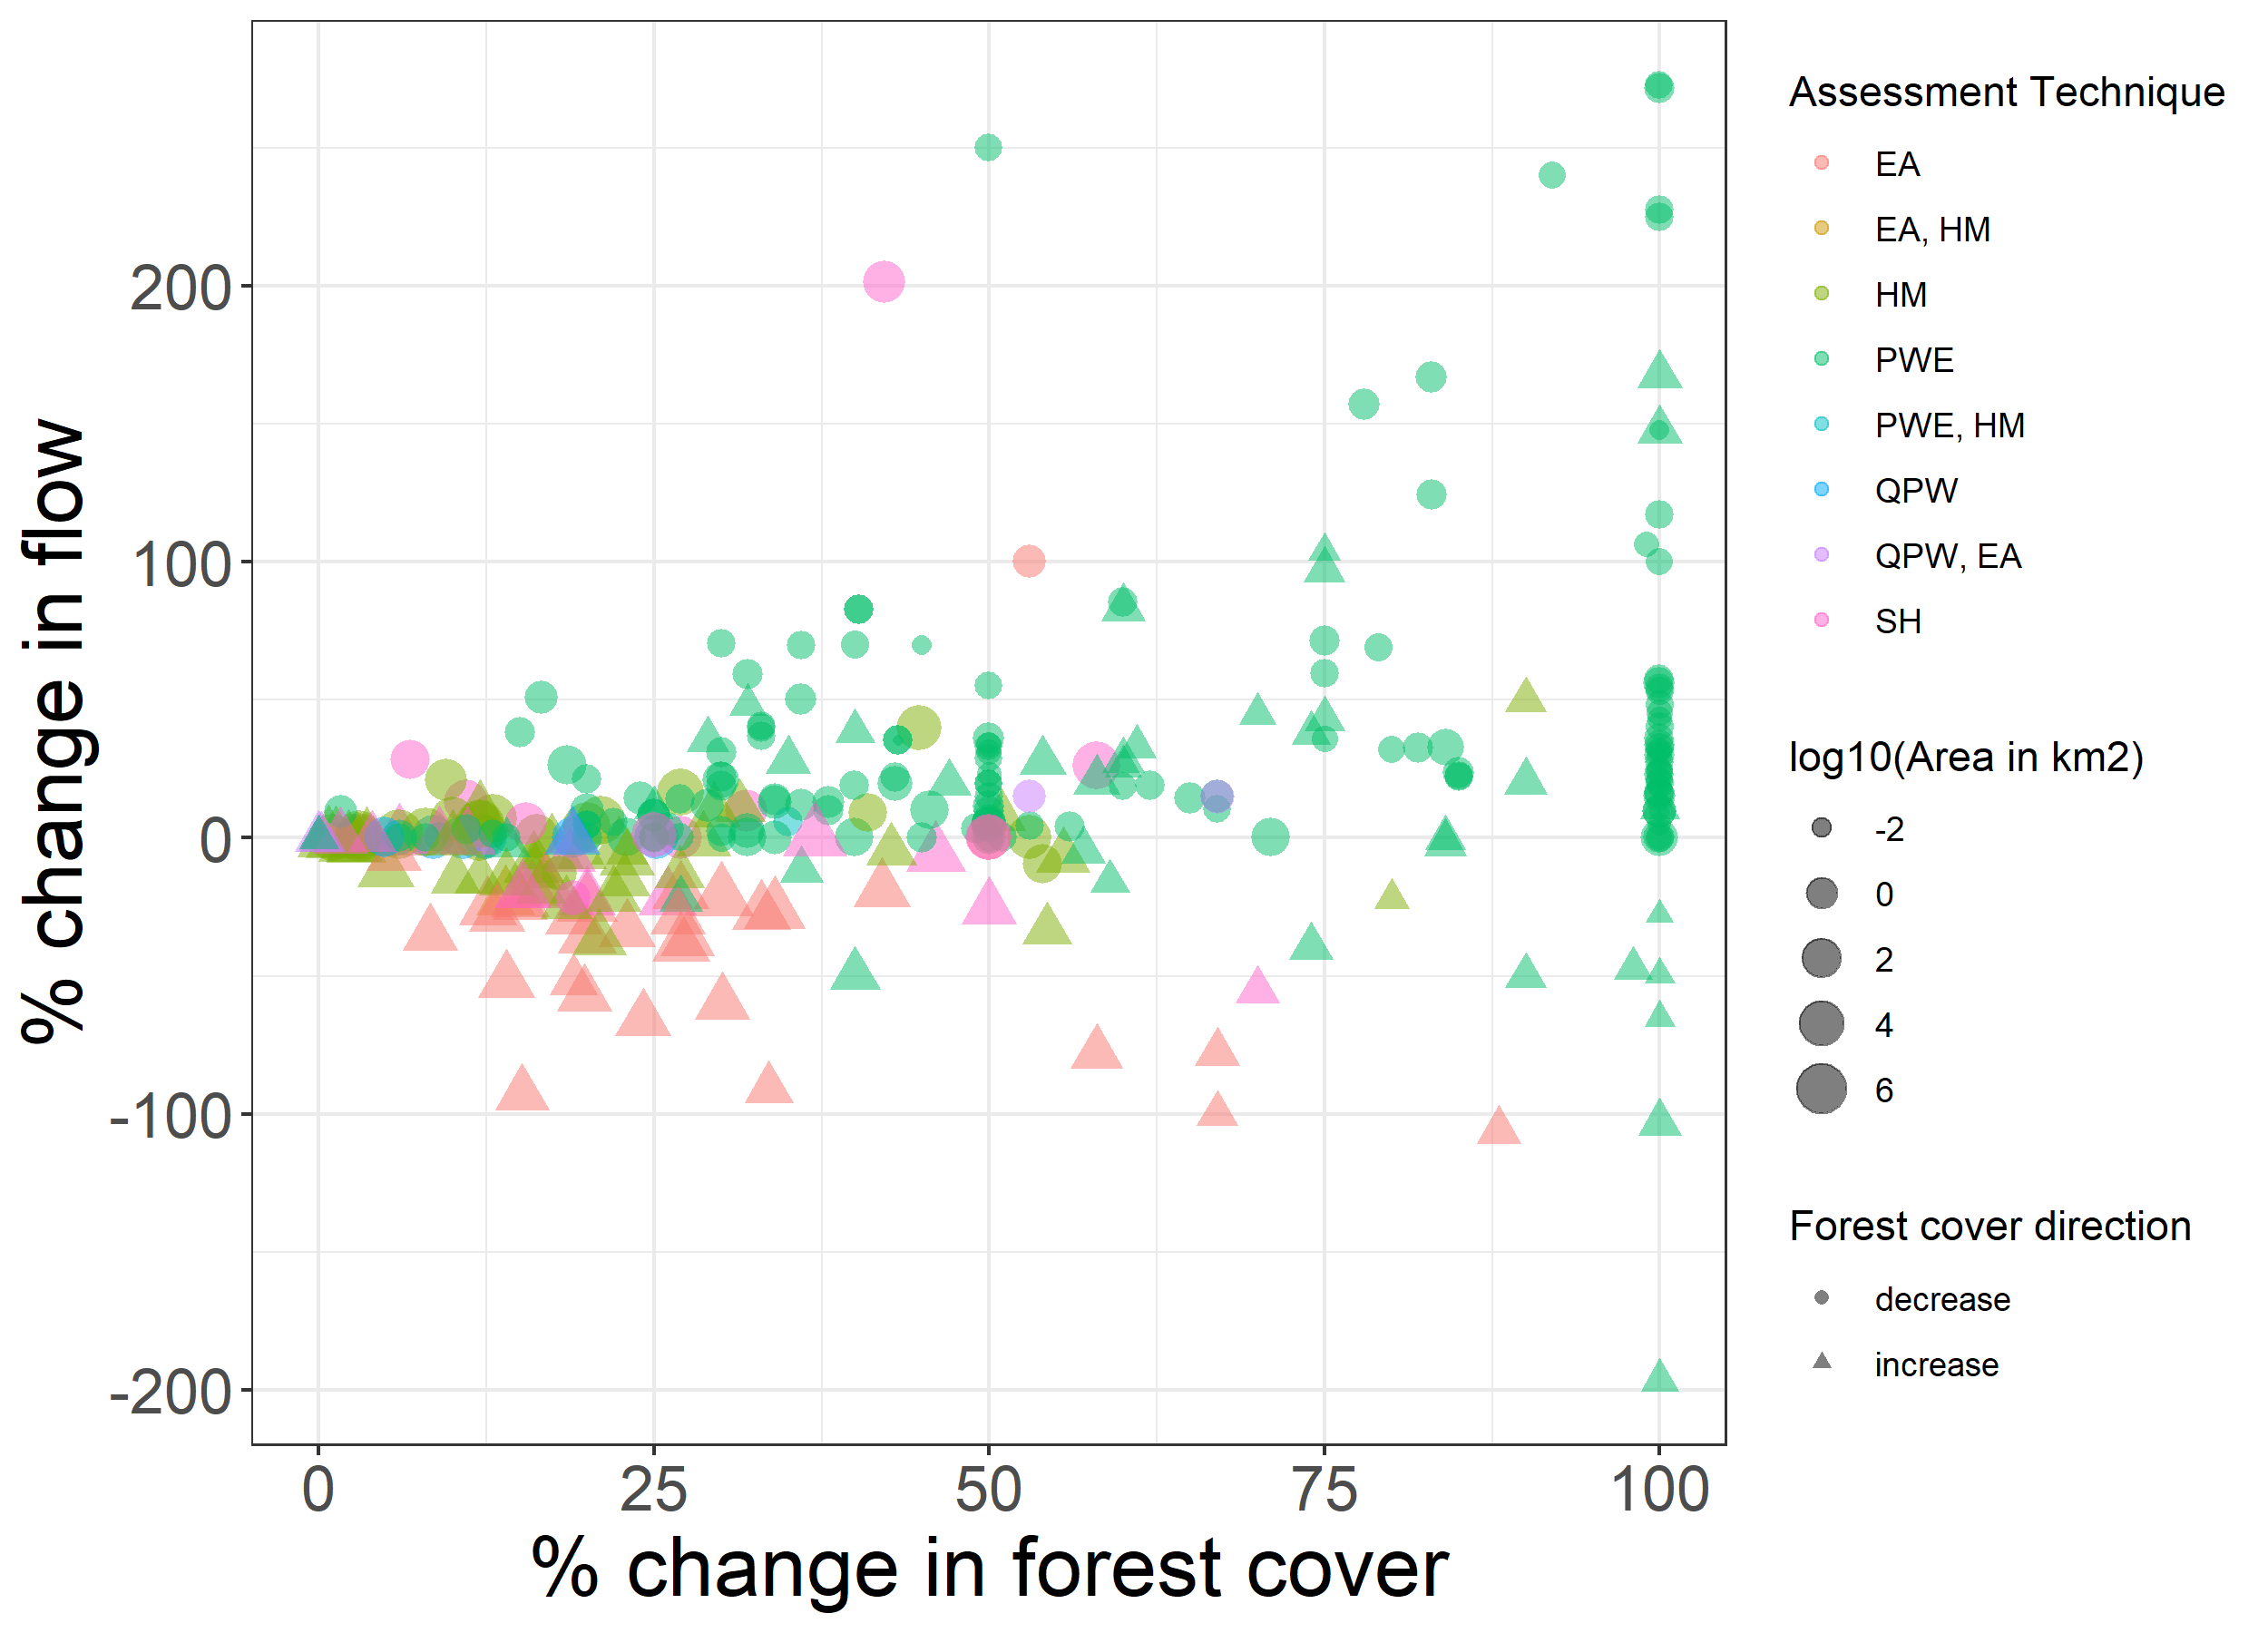 % change in flow
200
100
0
-100
-200
0 25 50 75 100
% change in forest cover
Assessment Technique
EA
EA, HM
HM
PWE
PWE, HM
QPW
QPW, EA
SH
log10(Area in km2)
-2
0
2
4
6
Forest cover direction
decrease
increase